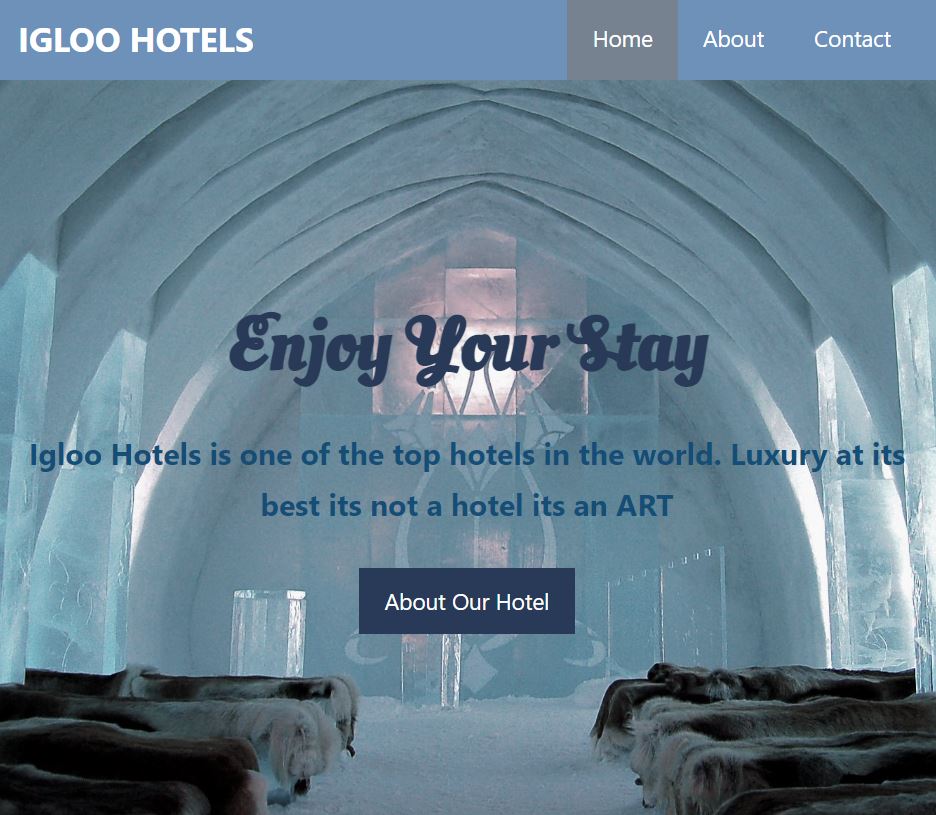 IGLOO HOTELS
Home About Contact
Enjoy Your Stay
Igloo Hotels is one of the top hotels in the world. Luxury at its
best its not a hotel its an ART
About Our Hotel